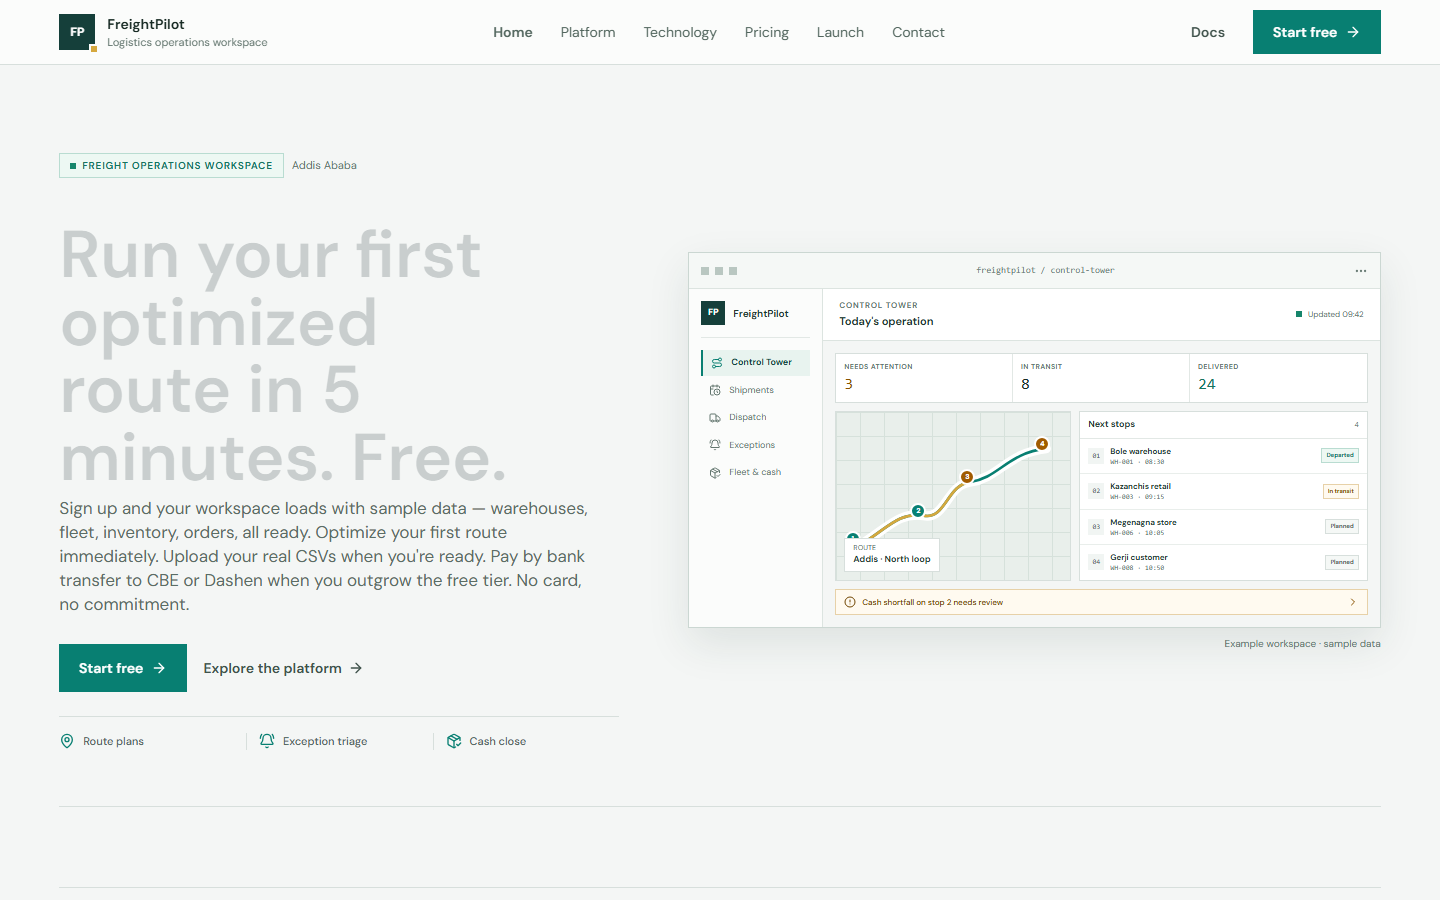 FP
FreightPilot
Logistics operations workspace
Home
Platform
Technology
Pricing
Launch
Contact
Docs
Start free
FREIGHT OPERATIONS WORKSPACE
Addis Ababa
Run your first
optimized
route in 5
minutes. Free.
Sign up and your workspace loads with sample data — warehouses,
fleet, inventory, orders, all ready. Optimize your first route
immediately. Upload your real CSVs when you're ready. Pay by bank
transfer to CBE or Dashen when you outgrow the free tier. No card,
no commitment.
Start free
Explore the platform
Route plans
Exception triage
Cash close
freightpilot / control-tower
FP
FreightPilot
Control Tower
Shipments
Dispatch
Exceptions
Fleet & cash
CONTROL TOWER
Today's operation
Updated 09:42
NEEDS ATTENTION
3
IN TRANSIT
8
DELIVERED
24
2
3
4
ROUTE
Addis · North loop
Next stops
4
01
Bole warehouse
WH-001 · 08:30
Departed
02
Kazanchis retail
WH-003 · 09:15
In transit
03
Megenagna store
WH-006 · 10:05
Planned
04
Gerji customer
WH-008 · 10:50
Planned
Cash shortfall on stop 2 needs review
Example workspace · sample data